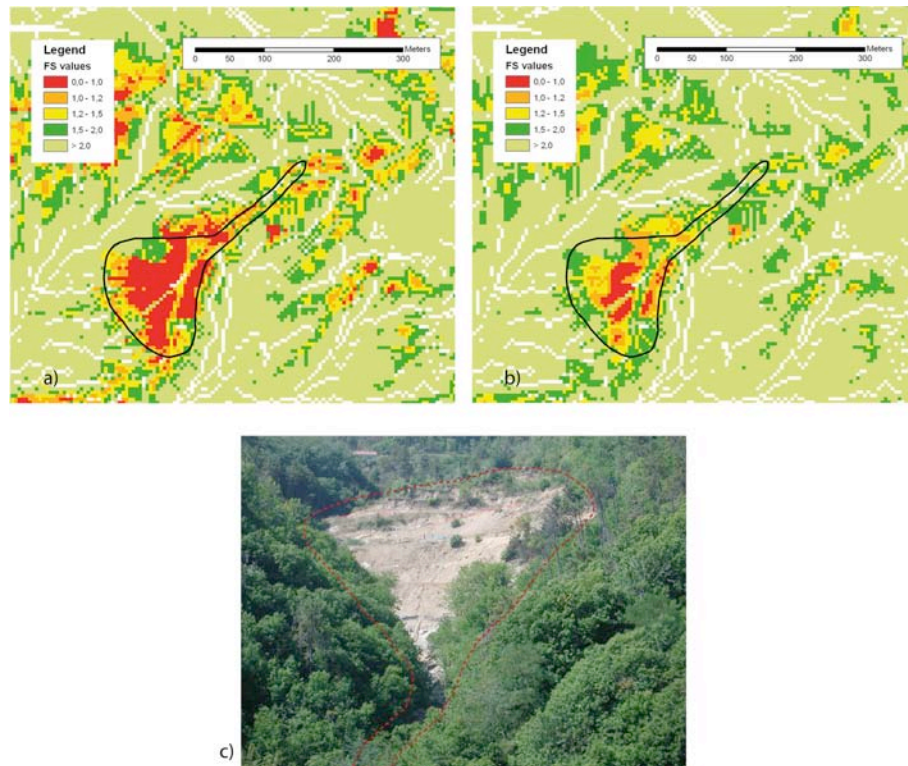 Legend
FS values
0,0 - 1,0
1,0 - 1,2
1,2 - 1,5
1,5 - 2,0
> 2.0
Meters
0 50 100 200 300
a)
Legend
FS values
0,0 - 1,0
1,0 - 1,2
1,2 - 1,5
1,5 - 2,0
> 2.0
Meters
0 50 100 200 300
b)
c)